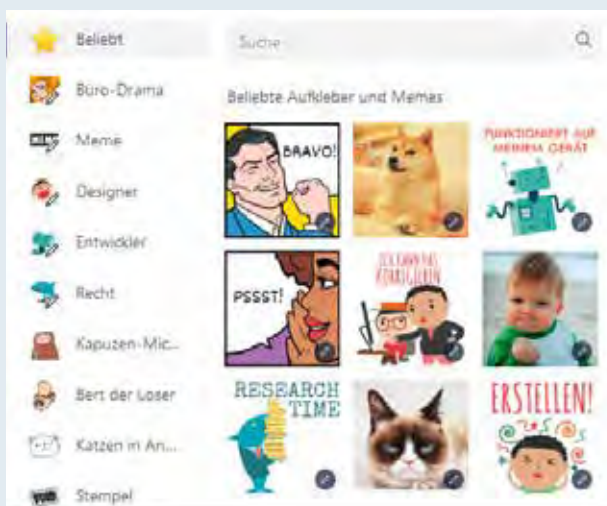 Beliebt
Suche
Büro-Drama
Beliebte Aufkleber und Memes
Meme
Designer
Entwickler
Recht
Kapuzen-Mic...
Bert der Loser
Katzen in An...
Stempel
BRAVO!
FUNKTIONIERT AUF
MEINEM GERÄT
PSSST!
ICH KANN DAS
KORRIGIEREN
RESEARCH
TIME
ERSTELLEN!